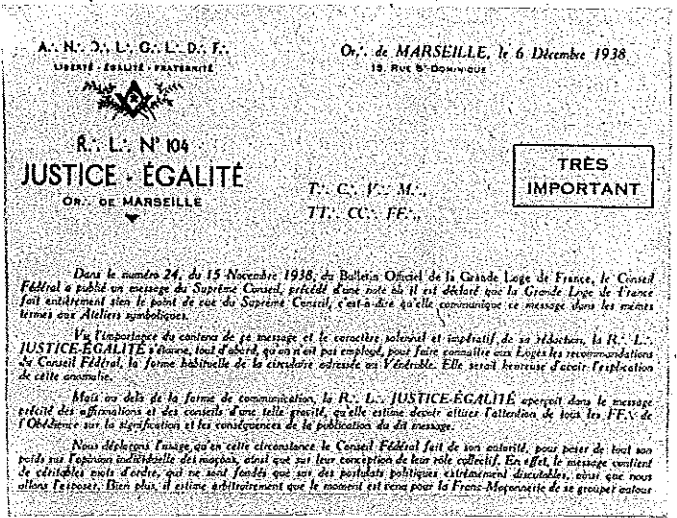 A∴ N∴ D∴ L∴ G∴ L∴ D∴ F∴
LIBERTÉ - ÉGALITÉ - FRATERNITÉ
R∴ L∴ N° 104
JUSTICE - ÉGALITÉ
OR∴ DE MARSEILLE
Or∴ de MARSEILLE, le 6 Décembre 1938
13, RUE St-DOMINIQUE
TRÈS
IMPORTANT
T∴ C∴ V∴ M∴,
TT∴ CC∴ FF∴,
Dans le numéro 24, du 15 Novembre 1938, du Bulletin Officiel de la Grande Loge de France, le Conseil
Fédéral a publié un message du Suprême Conseil, précédé d'une note où il est déclaré que la Grande Loge de France
fait entièrement sien le point de vue du Suprême Conseil, c'est-à-dire qu'elle communique ce message dans les mêmes
termes aux Ateliers symboliques.
Vu l'importance du contenu de ce message et le caractère solennel et impératif de sa rédaction, la R∴ L∴
JUSTICE-ÉGALITÉ s'étonne, tout d'abord, qu'on n'ait pas employé, pour faire connaître aux Loges les recommandations
du Conseil Fédéral, la forme habituelle de la circulaire adressée au Vénérable. Elle serait heureuse d'avoir l'explication
de cette anomalie.
Mais au delà de la forme de communication, la R∴ L∴ JUSTICE-ÉGALITÉ aperçoit dans le message
précité des affirmations et des conseils d'une telle gravité, qu'elle estime devoir attirer l'attention de tous les FF∴ de
l'Obédience sur la signification et les conséquences de la publication du dit message.
Nous déplorons l'usage qu'en cette circonstance le Conseil Fédéral fait de son autorité, pour peser de tout son
poids sur l'opinion individuelle des maçons, ainsi que sur leur conception de leur rôle collectif. En effet, le message contient
de véritables mots d'ordre, qui ne sont fondés que sur des postulats politiques extrêmement discutables, ainsi que nous
allons l'exposer. Bien plus, il estime arbitrairement que le moment est venu pour la Franc-Maçonnerie de se grouper autour